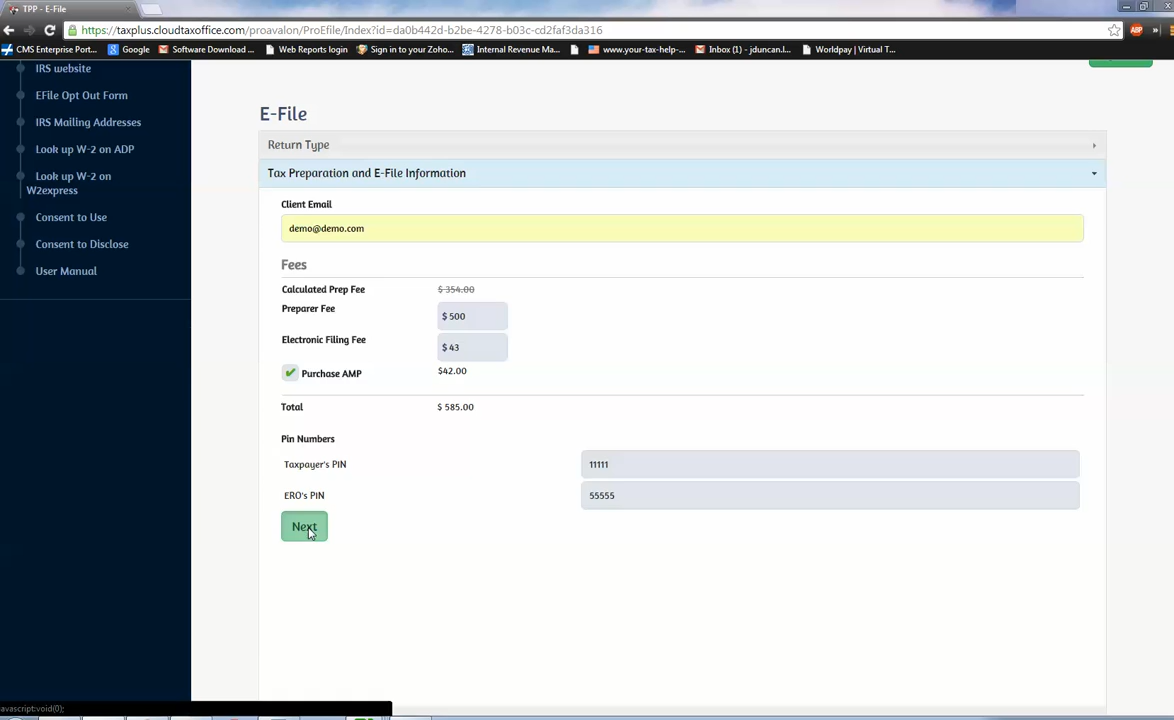 TPP - E-File
https://taxplus.cloudtaxoffice.com/proavalon/ProEfile/Index?id=da0b442d-b2be-4278-b03c-cd2faf3da316
ABP
CMS Enterprise Port...
Google
Software Download ...
Web Reports login
Sign in to your Zoho...
Internal Revenue Ma...
www.your-tax-help-...
Inbox (1) - jduncan.l...
Worldpay | Virtual T...
IRS website
EFile Opt Out Form
IRS Mailing Addresses
Look up W-2 on ADP
Look up W-2 on
W2express
Consent to Use
Consent to Disclose
User Manual
E-File
Return Type
Tax Preparation and E-File Information
Client Email
demo@demo.com
Fees
Calculated Prep Fee $ 354.00
Preparer Fee $ 500
Electronic Filing Fee $ 43
Purchase AMP $42.00
Total $ 585.00
Pin Numbers
Taxpayer's PIN 11111
ERO's PIN 55555
Next
avascript:void(0);